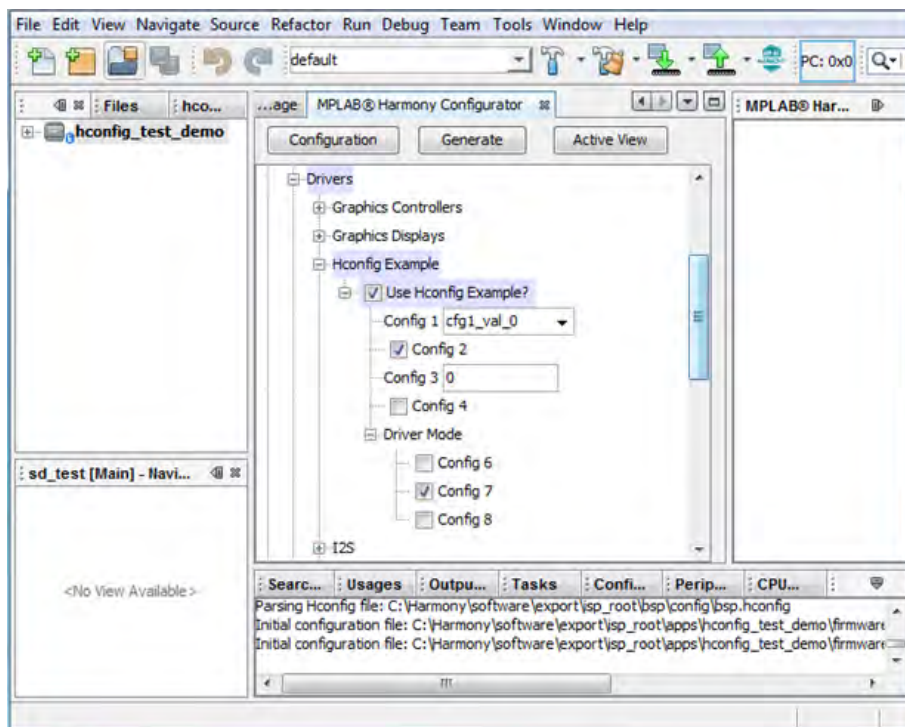 File Edit View Navigate Source Refactor Run Debug Team Tools Window Help
default
PC: 0x0
Files
hco...
hconfig_test_demo
...age
MPLAB® Harmony Configurator
MPLAB® Har...
Configuration
Generate
Active View
Drivers
Graphics Controllers
Graphics Displays
Hconfig Example
Use Hconfig Example?
Config 1 cfg1_val_0
Config 2
Config 3 0
Config 4
Driver Mode
Config 6
Config 7
Config 8
I2S
sd_test [Main] - Navi...
<No View Available>
Searc... Usages Outpu... Tasks Confi... Perip... CPU...
Parsing Hconfig file: C:\Harmony\software\export\isp_root\bsp\config\bsp.hconfig
Initial configuration file: C:\Harmony\software\export\isp_root\apps\hconfig_test_demo\firmware
Initial configuration file: C:\Harmony\software\export\isp_root\apps\hconfig_test_demo\firmware